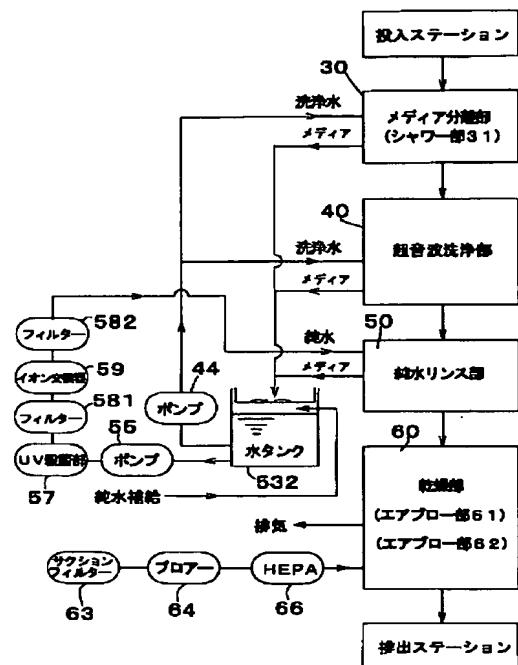 投入ステーション
30
洗浄水
メディア分離部
(シャワー部31)
メディア
40
洗浄水
超音波洗浄部
メディア
582
フィルター
純水
50
59
イオン交換器
44
メディア
純水リンス部
581
フィルター
ポンプ
55
60
UV殺菌部
ポンプ
水タンク
57
純水補給
532
乾燥部
(エアブロー部61)
排気
(エアブロー部62)
サクション
フィルター
ブロアー
HEPA
63
64
66
排出ステーション